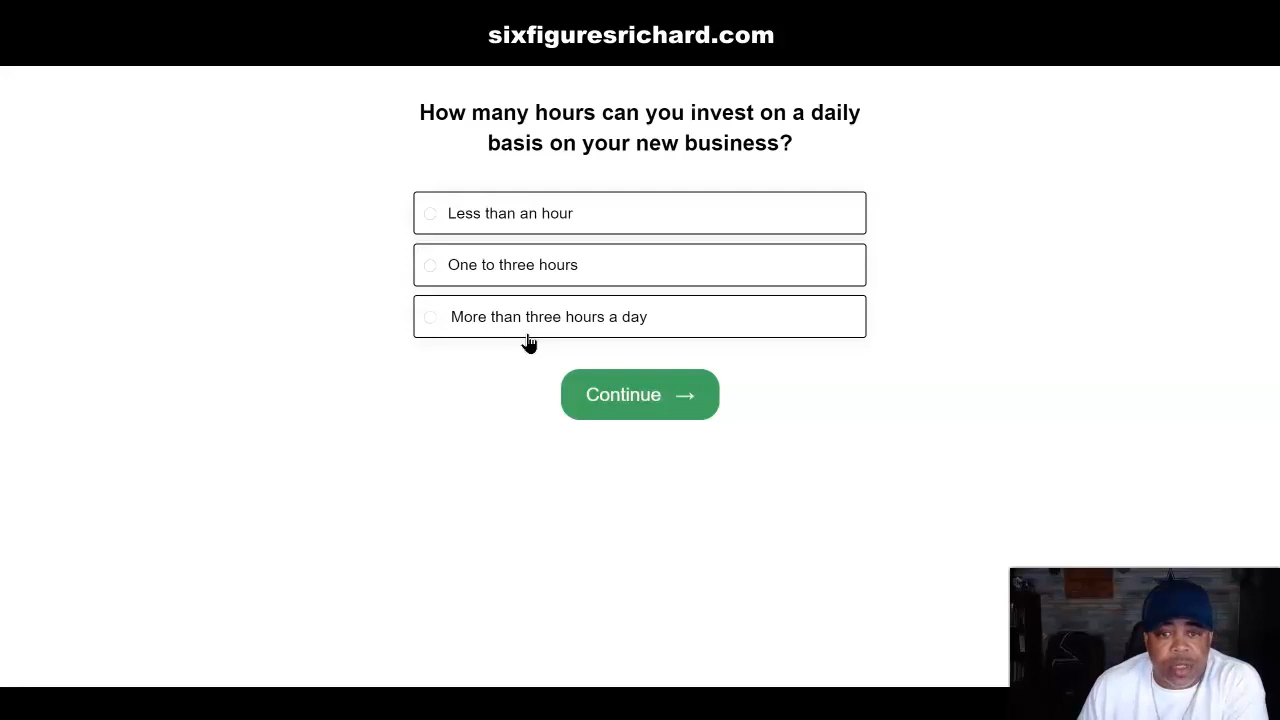 sixfiguresrichard.com
How many hours can you invest on a daily
basis on your new business?
Less than an hour
One to three hours
More than three hours a day
Continue →